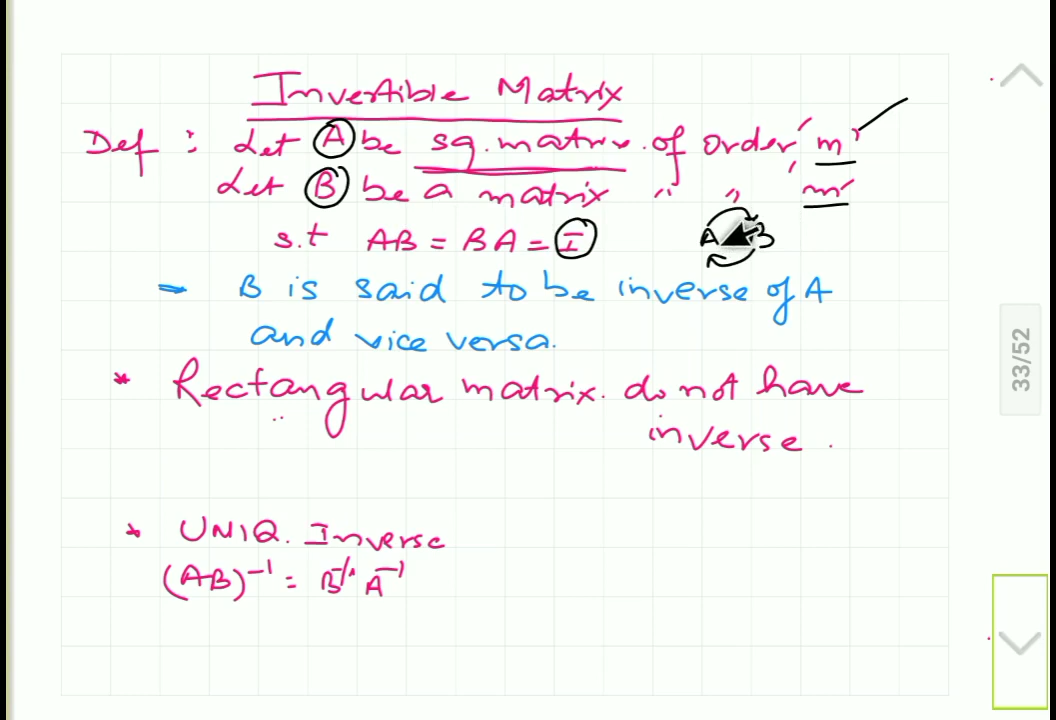 Invertible Matrix
Def : Let A be sq. matrix of order 'm'
Let B be a matrix " " m
s.t AB = BA = I A B
→ B is said to be inverse of A
and vice versa.
* Rectangular matrix. do not have
inverse.
* UNIQ. Inverse
(AB)⁻¹ = B⁻¹ A⁻¹
33/52